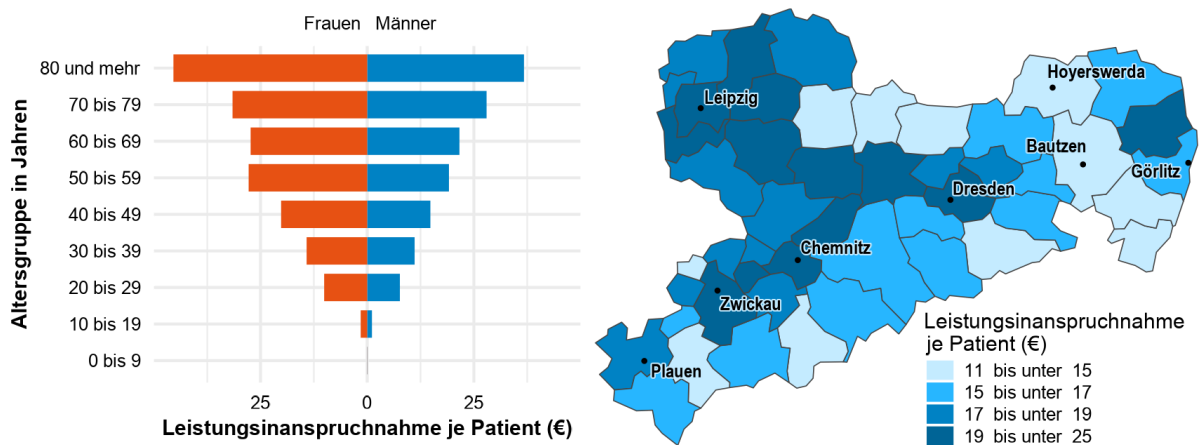 Frauen Männer
Altersgruppe in Jahren
80 und mehr
70 bis 79
60 bis 69
50 bis 59
40 bis 49
30 bis 39
20 bis 29
10 bis 19
0 bis 9
25 0 25
Leistungsinanspruchnahme je Patient (€)
Hoyerswerda
Leipzig
Bautzen
Görlitz
Dresden
Chemnitz
Zwickau
Plauen
Leistungsinanspruchnahme
je Patient (€)
11 bis unter 15
15 bis unter 17
17 bis unter 19
19 bis unter 25